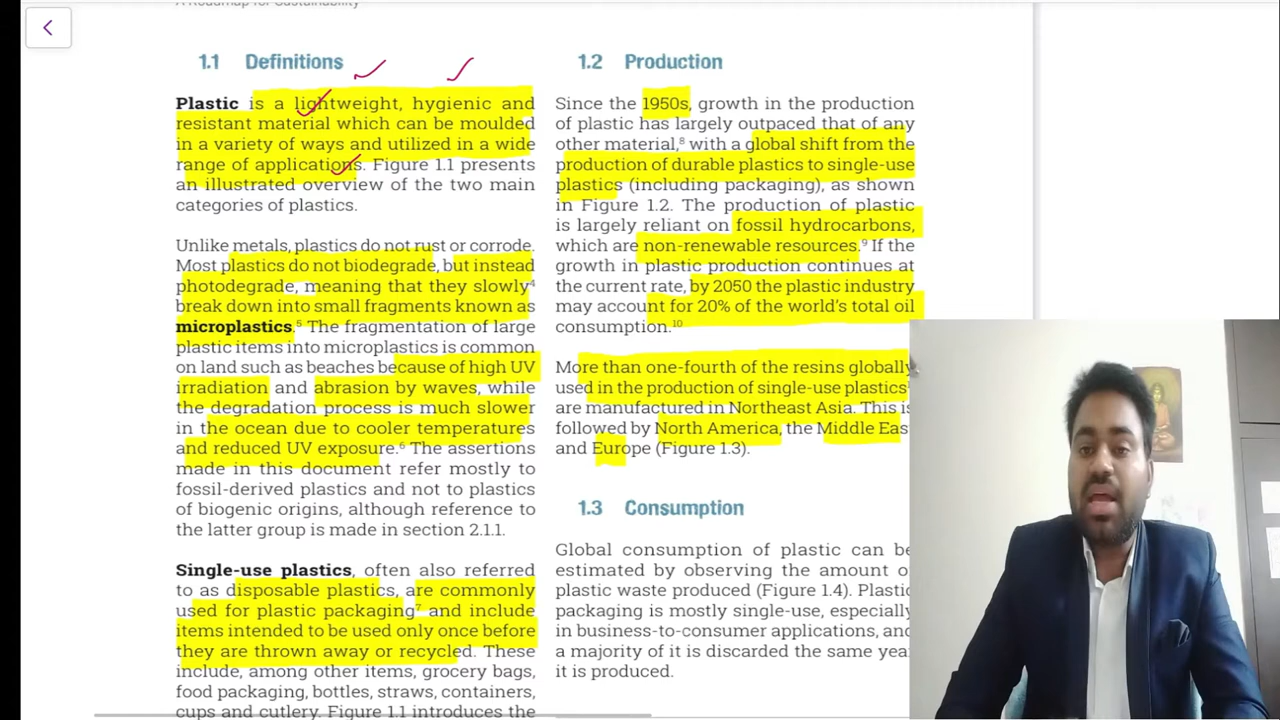 A Roadmap for Sustainability
1.1 Definitions
Plastic is a lightweight, hygienic and
resistant material which can be moulded
in a variety of ways and utilized in a wide
range of applications. Figure 1.1 presents
an illustrated overview of the two main
categories of plastics.
Unlike metals, plastics do not rust or corrode.
Most plastics do not biodegrade, but instead
photodegrade, meaning that they slowly⁴
break down into small fragments known as
microplastics.⁵ The fragmentation of large
plastic items into microplastics is common
on land such as beaches because of high UV
irradiation and abrasion by waves, while
the degradation process is much slower
in the ocean due to cooler temperatures
and reduced UV exposure.⁶ The assertions
made in this document refer mostly to
fossil-derived plastics and not to plastics
of biogenic origins, although reference to
the latter group is made in section 2.1.1.
Single-use plastics, often also referred
to as disposable plastics, are commonly
used for plastic packaging⁷ and include
items intended to be used only once before
they are thrown away or recycled. These
include, among other items, grocery bags,
food packaging, bottles, straws, containers,
cups and cutlery. Figure 1.1 introduces the
1.2 Production
Since the 1950s, growth in the production
of plastic has largely outpaced that of any
other material,⁸ with a global shift from the
production of durable plastics to single-use
plastics (including packaging), as shown
in Figure 1.2. The production of plastic
is largely reliant on fossil hydrocarbons,
which are non-renewable resources.⁹ If the
growth in plastic production continues at
the current rate, by 2050 the plastic industry
may account for 20% of the world's total oil
consumption.¹⁰
More than one-fourth of the resins globally
used in the production of single-use plastics
are manufactured in Northeast Asia. This is
followed by North America, the Middle Eas
and Europe (Figure 1.3).
1.3 Consumption
Global consumption of plastic can be
estimated by observing the amount o
plastic waste produced (Figure 1.4). Plastic
packaging is mostly single-use, especially
in business-to-consumer applications, and
a majority of it is discarded the same yea
it is produced.